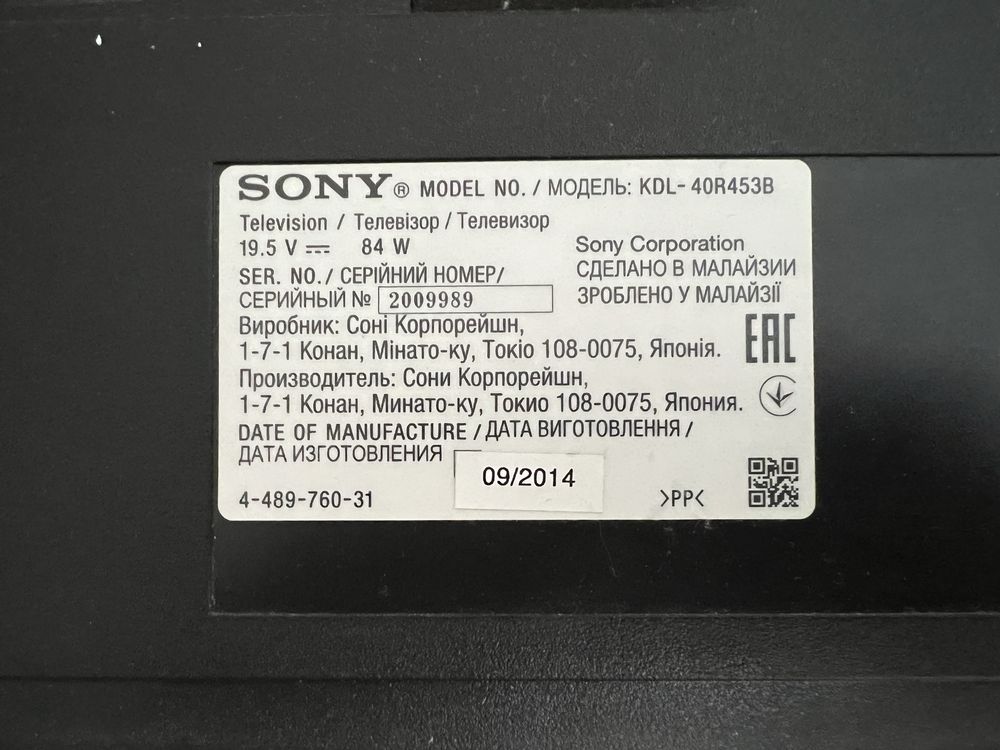 SONY® MODEL NO. / МОДЕЛЬ: KDL-40R453B
Television / Телевізор / Телевизор
19.5 V ⎓ 84 W
Sony Corporation
СДЕЛАНО В МАЛАЙЗИИ
ЗРОБЛЕНО У МАЛАЙЗІЇ
SER. NO. / СЕРІЙНИЙ НОМЕР/
СЕРИЙНЫЙ № 2009989
Виробник: Соні Корпорейшн,
1-7-1 Конан, Мінато-ку, Токіо 108-0075, Японія.
EAC
Производитель: Сони Корпорейшн,
1-7-1 Конан, Минато-ку, Токио 108-0075, Япония.
DATE OF MANUFACTURE / ДАТА ВИГОТОВЛЕННЯ /
ДАТА ИЗГОТОВЛЕНИЯ
09/2014
4-489-760-31
>PP<